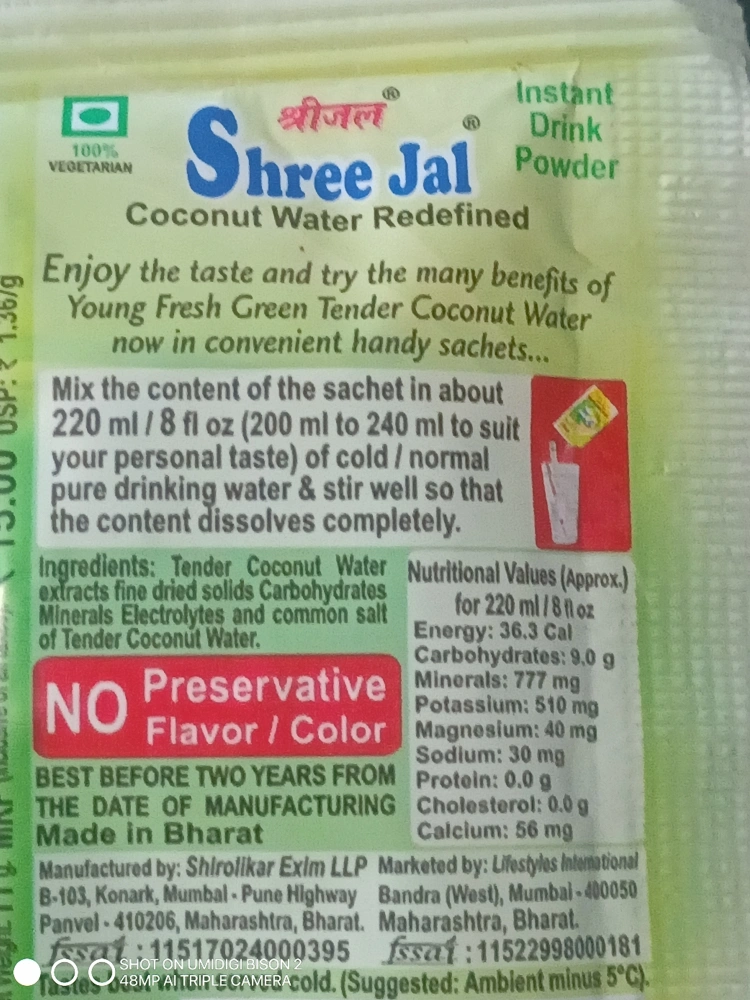 श्रीजल®
Shree Jal®
Instant
Drink
Powder
100%
VEGETARIAN
Coconut Water Redefined
Enjoy the taste and try the many benefits of
Young Fresh Green Tender Coconut Water
now in convenient handy sachets...
Mix the content of the sachet in about
220 ml / 8 fl oz (200 ml to 240 ml to suit
your personal taste) of cold / normal
pure drinking water & stir well so that
the content dissolves completely.
Ingredients: Tender Coconut Water
extracts fine dried solids Carbohydrates
Minerals Electrolytes and common salt
of Tender Coconut Water.
NO Preservative
Flavor / Color
BEST BEFORE TWO YEARS FROM
THE DATE OF MANUFACTURING
Made in Bharat
Nutritional Values (Approx.)
for 220 ml / 8 fl oz
Energy: 36.3 Cal
Carbohydrates: 9.0 g
Minerals: 777 mg
Potassium: 510 mg
Magnesium: 40 mg
Sodium: 30 mg
Protein: 0.0 g
Cholesterol: 0.0 g
Calcium: 56 mg
Manufactured by: Shirolikar Exim LLP
B-103, Konark, Mumbai - Pune Highway
Panvel - 410206, Maharashtra, Bharat.
fssai : 11517024000395
Marketed by: Lifestyles International
Bandra (West), Mumbai - 400050
Maharashtra, Bharat.
fssai : 11522998000181
Tastes cold. (Suggested: Ambient minus 5°C).
USP: ₹ 1.36/g
SHOT ON UMIDIGI BISON 2
48MP AI TRIPLE CAMERA